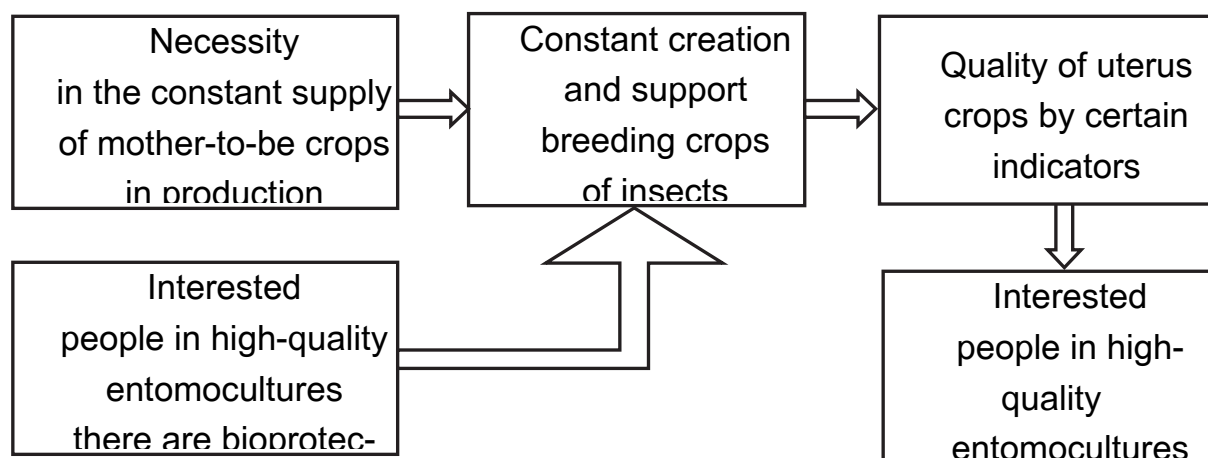 Necessity
in the constant supply
of mother-to-be crops
in production
Constant creation
and support
breeding crops
of insects
Quality of uterus
crops by certain
indicators
Interested
people in high-quality
entomocultures
there are bioprotec-
Interested
people in high-
quality
entomocultures